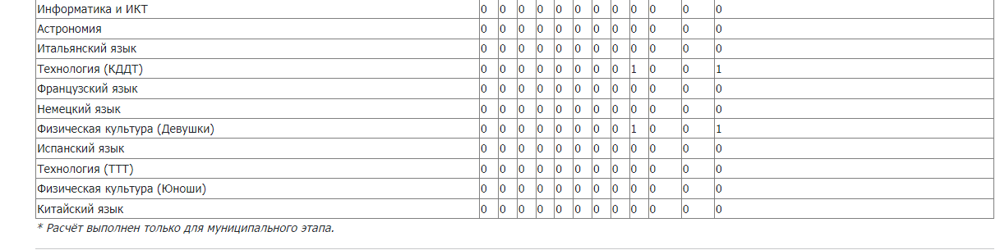 Информатика и ИКТ 0 0 0 0 0 0 0 0 0 0 0 0
Астрономия 0 0 0 0 0 0 0 0 0 0 0 0
Итальянский язык 0 0 0 0 0 0 0 0 0 0 0 0
Технология (КДДТ) 0 0 0 0 0 0 0 0 1 0 0 1
Французский язык 0 0 0 0 0 0 0 0 0 0 0 0
Немецкий язык 0 0 0 0 0 0 0 0 0 0 0 0
Физическая культура (Девушки) 0 0 0 0 0 0 0 0 1 0 0 1
Испанский язык 0 0 0 0 0 0 0 0 0 0 0 0
Технология (ТТТ) 0 0 0 0 0 0 0 0 0 0 0 0
Физическая культура (Юноши) 0 0 0 0 0 0 0 0 0 0 0 0
Китайский язык 0 0 0 0 0 0 0 0 0 0 0 0
* Расчёт выполнен только для муниципального этапа.